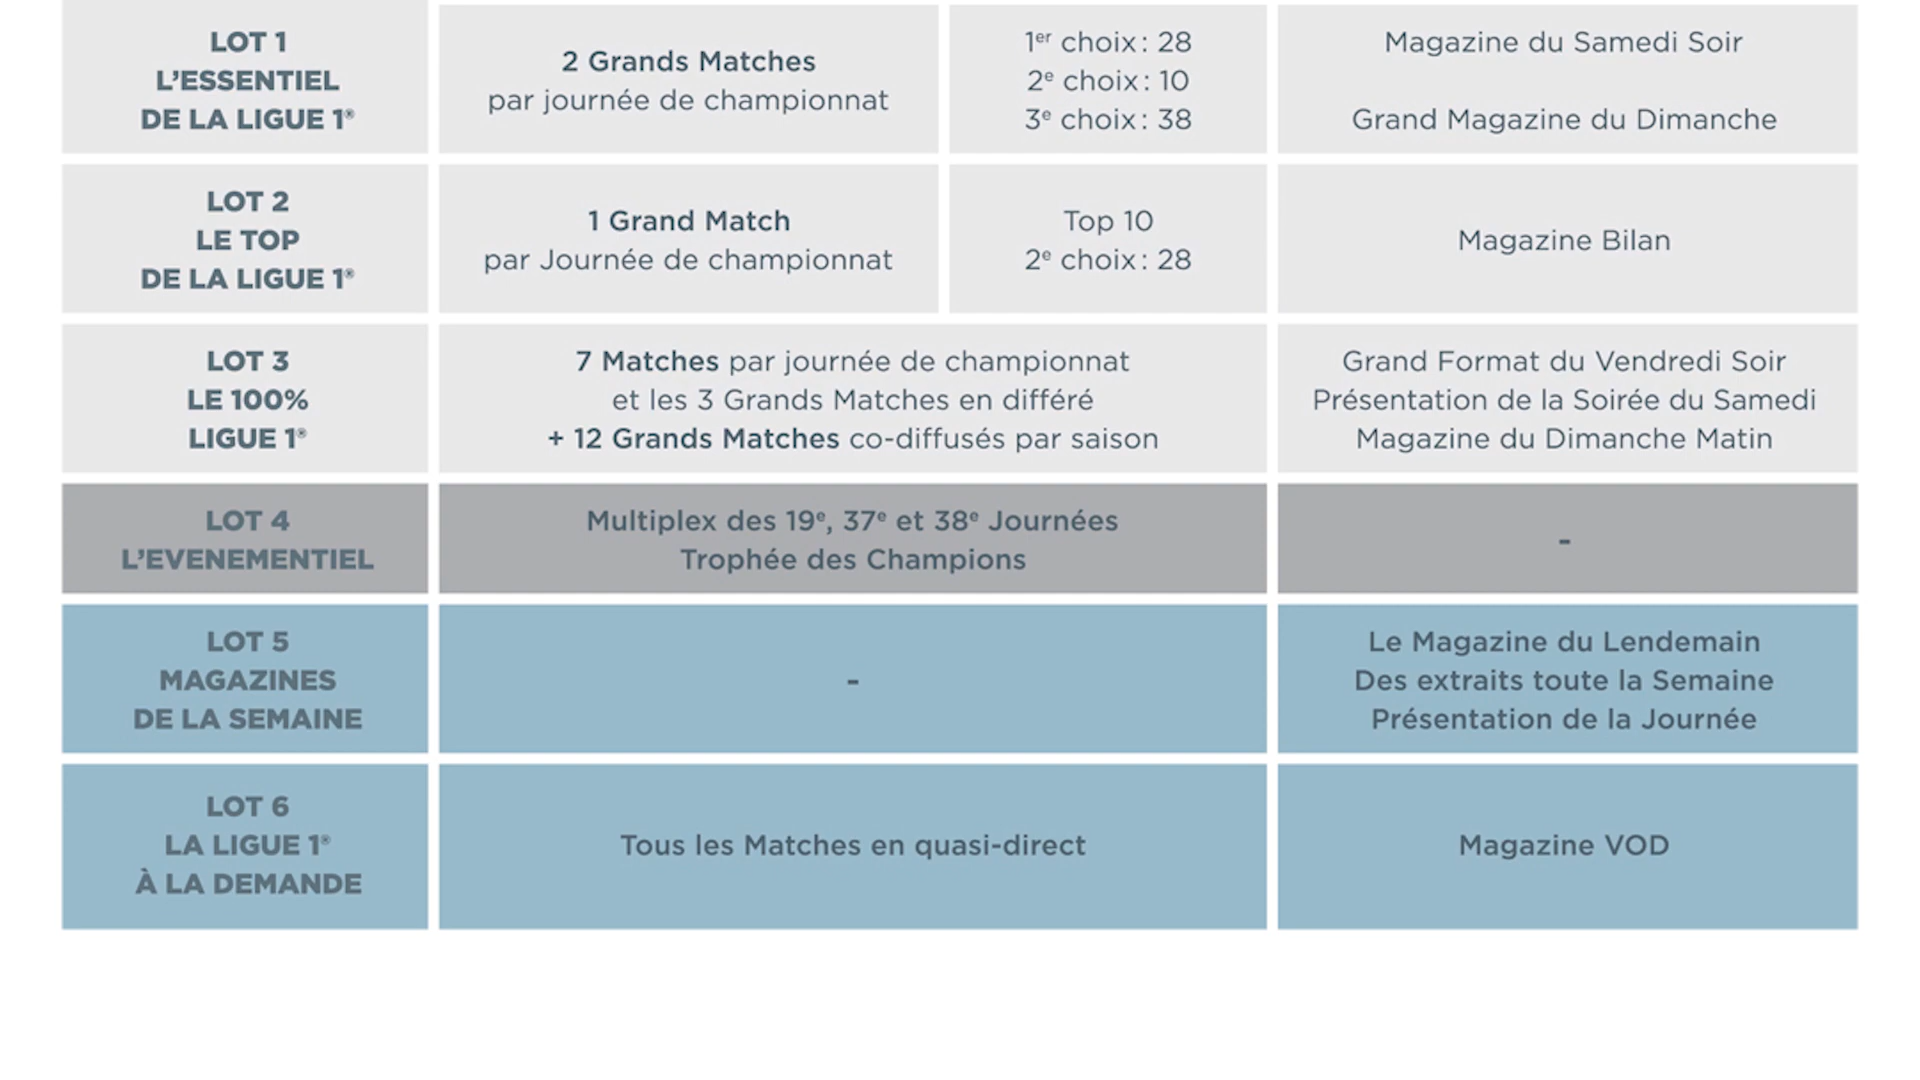 LOT 1
L'ESSENTIEL
DE LA LIGUE 1®
2 Grands Matches
par journée de championnat
1er choix : 28
2e choix : 10
3e choix : 38
Magazine du Samedi Soir
Grand Magazine du Dimanche
LOT 2
LE TOP
DE LA LIGUE 1®
1 Grand Match
par Journée de championnat
Top 10
2e choix : 28
Magazine Bilan
LOT 3
LE 100%
LIGUE 1®
7 Matches par journée de championnat
et les 3 Grands Matches en différé
+ 12 Grands Matches co-diffusés par saison
Grand Format du Vendredi Soir
Présentation de la Soirée du Samedi
Magazine du Dimanche Matin
LOT 4
L'EVENEMENTIEL
Multiplex des 19e, 37e et 38e Journées
Trophée des Champions
-
LOT 5
MAGAZINES
DE LA SEMAINE
-
Le Magazine du Lendemain
Des extraits toute la Semaine
Présentation de la Journée
LOT 6
LA LIGUE 1®
À LA DEMANDE
Tous les Matches en quasi-direct
Magazine VOD